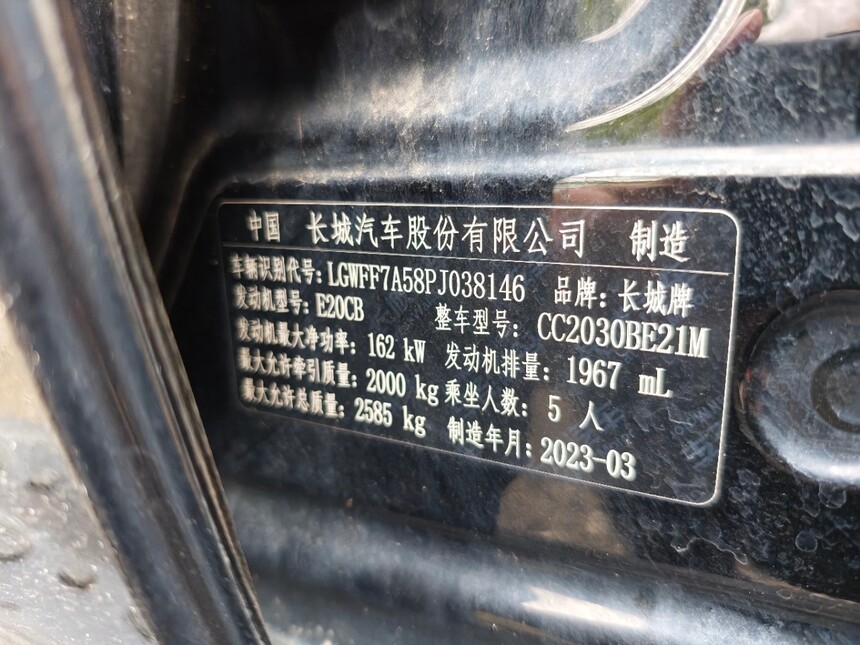 中国 长城汽车股份有限公司 制造
车辆识别代号: LGWFF7A58PJ038146 品牌: 长城牌
发动机型号: E20CB 整车型号: CC2030BE21M
发动机最大净功率: 162 kW 发动机排量: 1967 mL
最大允许牵引质量: 2000 kg 乘坐人数: 5 人
最大允许总质量: 2585 kg 制造年月: 2023-03